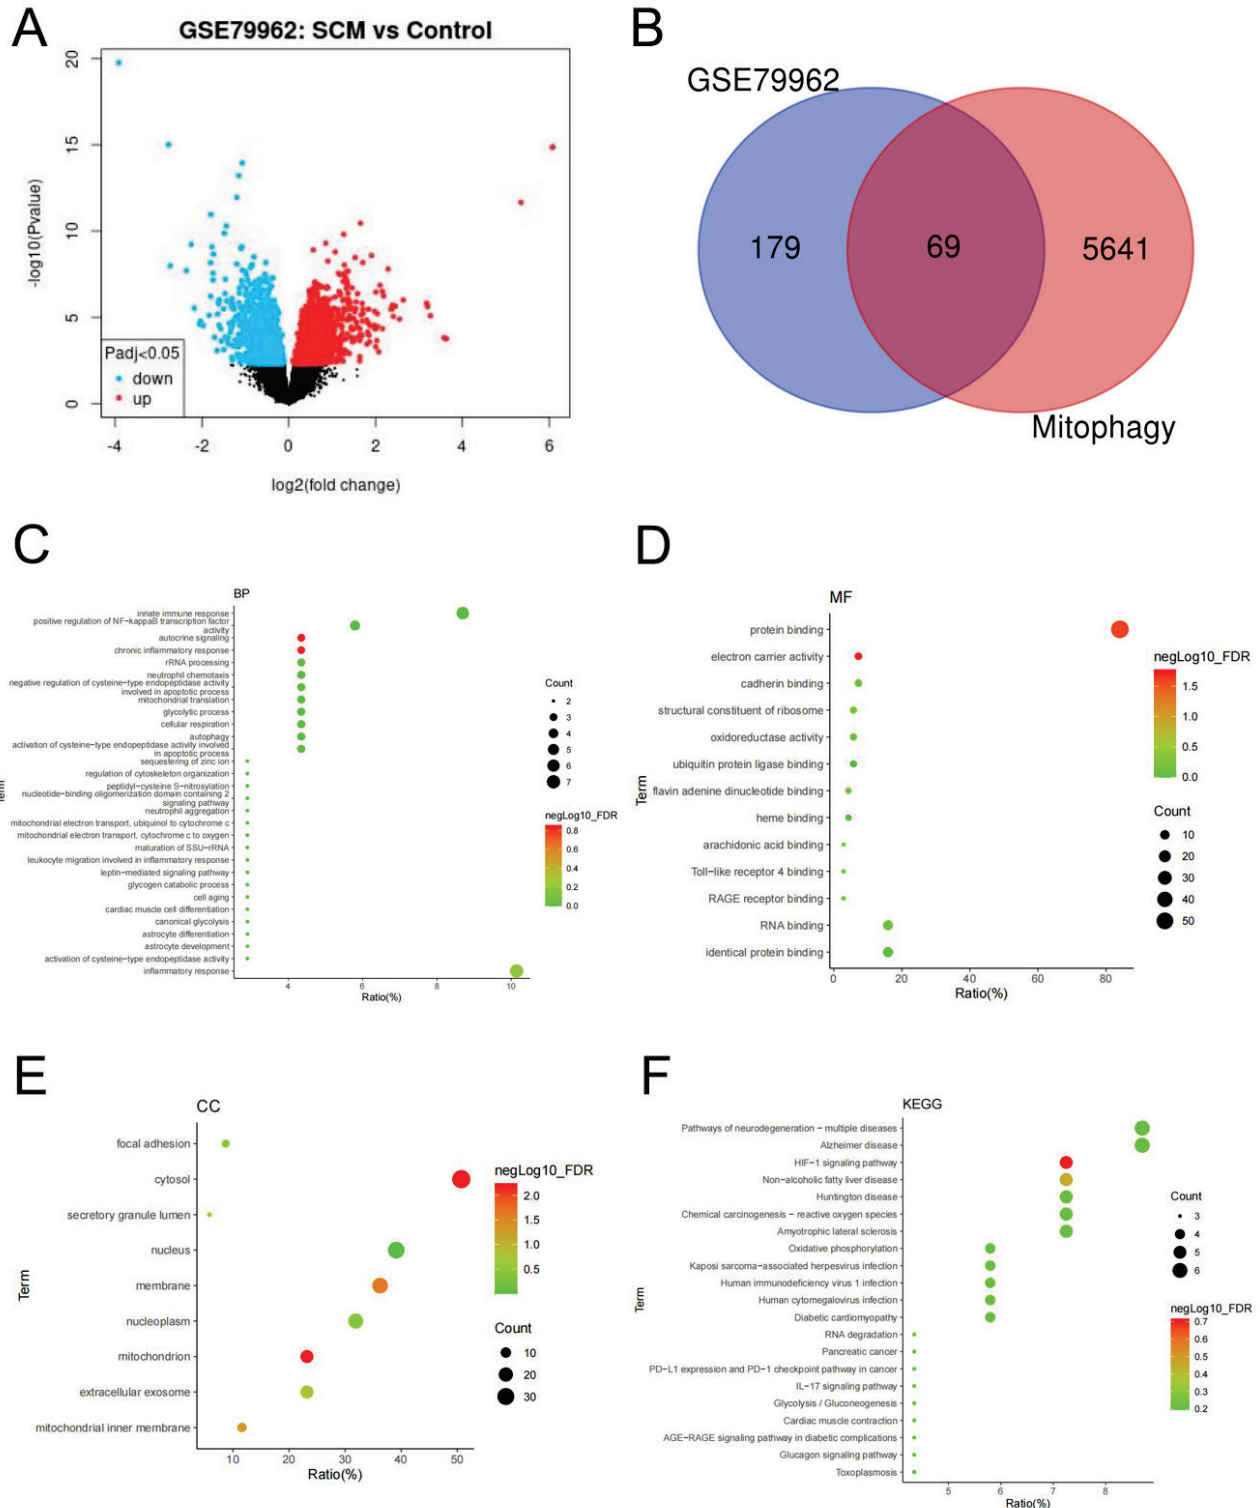 A
GSE79962: SCM vs Control
20
15
10
5
0
-log10(Pvalue)
Padj<0.05
down
up
-4
-2
0
2
4
6
log2(fold change)
B
GSE79962
179
69
5641
Mitophagy
C
BP
innate immune response
positive regulation of NF-kappaB transcription factor
activity
autocrine signaling
chronic inflammatory response
rRNA processing
neutrophil chemotaxis
negative regulation of cysteine-type endopeptidase activity
involved in apoptotic process
mitochondrial translation
glycolytic process
cellular respiration
autophagy
activation of cysteine-type endopeptidase activity involved
in apoptotic process
sequestering of zinc ion
regulation of cytoskeleton organization
peptidyl-cysteine S-nitrosylation
nucleotide-binding oligomerization domain containing 2
signaling pathway
neutrophil aggregation
mitochondrial electron transport, ubiquinol to cytochrome c
mitochondrial electron transport, cytochrome c to oxygen
maturation of SSU-rRNA
leukocyte migration involved in inflammatory response
leptin-mediated signaling pathway
glycogen catabolic process
cell aging
cardiac muscle cell differentiation
canonical glycolysis
astrocyte differentiation
astrocyte development
activation of cysteine-type endopeptidase activity
inflammatory response
Term
4
6
8
10
Ratio(%)
Count
2
3
4
5
6
7
negLog10_FDR
0.8
0.6
0.4
0.2
0.0
D
MF
protein binding
electron carrier activity
cadherin binding
structural constituent of ribosome
oxidoreductase activity
ubiquitin protein ligase binding
flavin adenine dinucleotide binding
heme binding
arachidonic acid binding
Toll-like receptor 4 binding
RAGE receptor binding
RNA binding
identical protein binding
Term
0
20
40
60
80
Ratio(%)
negLog10_FDR
1.5
1.0
0.5
0.0
Count
10
20
30
40
50
E
CC
focal adhesion
cytosol
secretory granule lumen
nucleus
membrane
nucleoplasm
mitochondrion
extracellular exosome
mitochondrial inner membrane
Term
10
20
30
40
50
Ratio(%)
negLog10_FDR
2.0
1.5
1.0
0.5
Count
10
20
30
F
KEGG
Pathways of neurodegeneration - multiple diseases
Alzheimer disease
HIF-1 signaling pathway
Non-alcoholic fatty liver disease
Huntington disease
Chemical carcinogenesis - reactive oxygen species
Amyotrophic lateral sclerosis
Oxidative phosphorylation
Kaposi sarcoma-associated herpesvirus infection
Human immunodeficiency virus 1 infection
Human cytomegalovirus infection
Diabetic cardiomyopathy
RNA degradation
Pancreatic cancer
PD-L1 expression and PD-1 checkpoint pathway in cancer
IL-17 signaling pathway
Glycolysis / Gluconeogenesis
Cardiac muscle contraction
AGE-RAGE signaling pathway in diabetic complications
Glucagon signaling pathway
Toxoplasmosis
Term
5
6
7
8
Ratio(%)
Count
3
4
5
6
negLog10_FDR
0.7
0.6
0.5
0.4
0.3
0.2